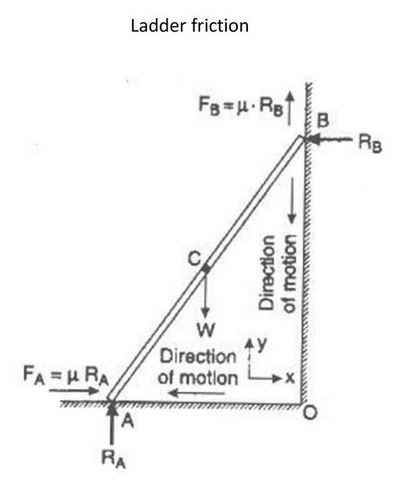 Ladder friction
F_B = μ · R_B
B
R_B
C
Direction
of motion
W
y
Direction
of motion
x
F_A = μ R_A
A
O
R_A